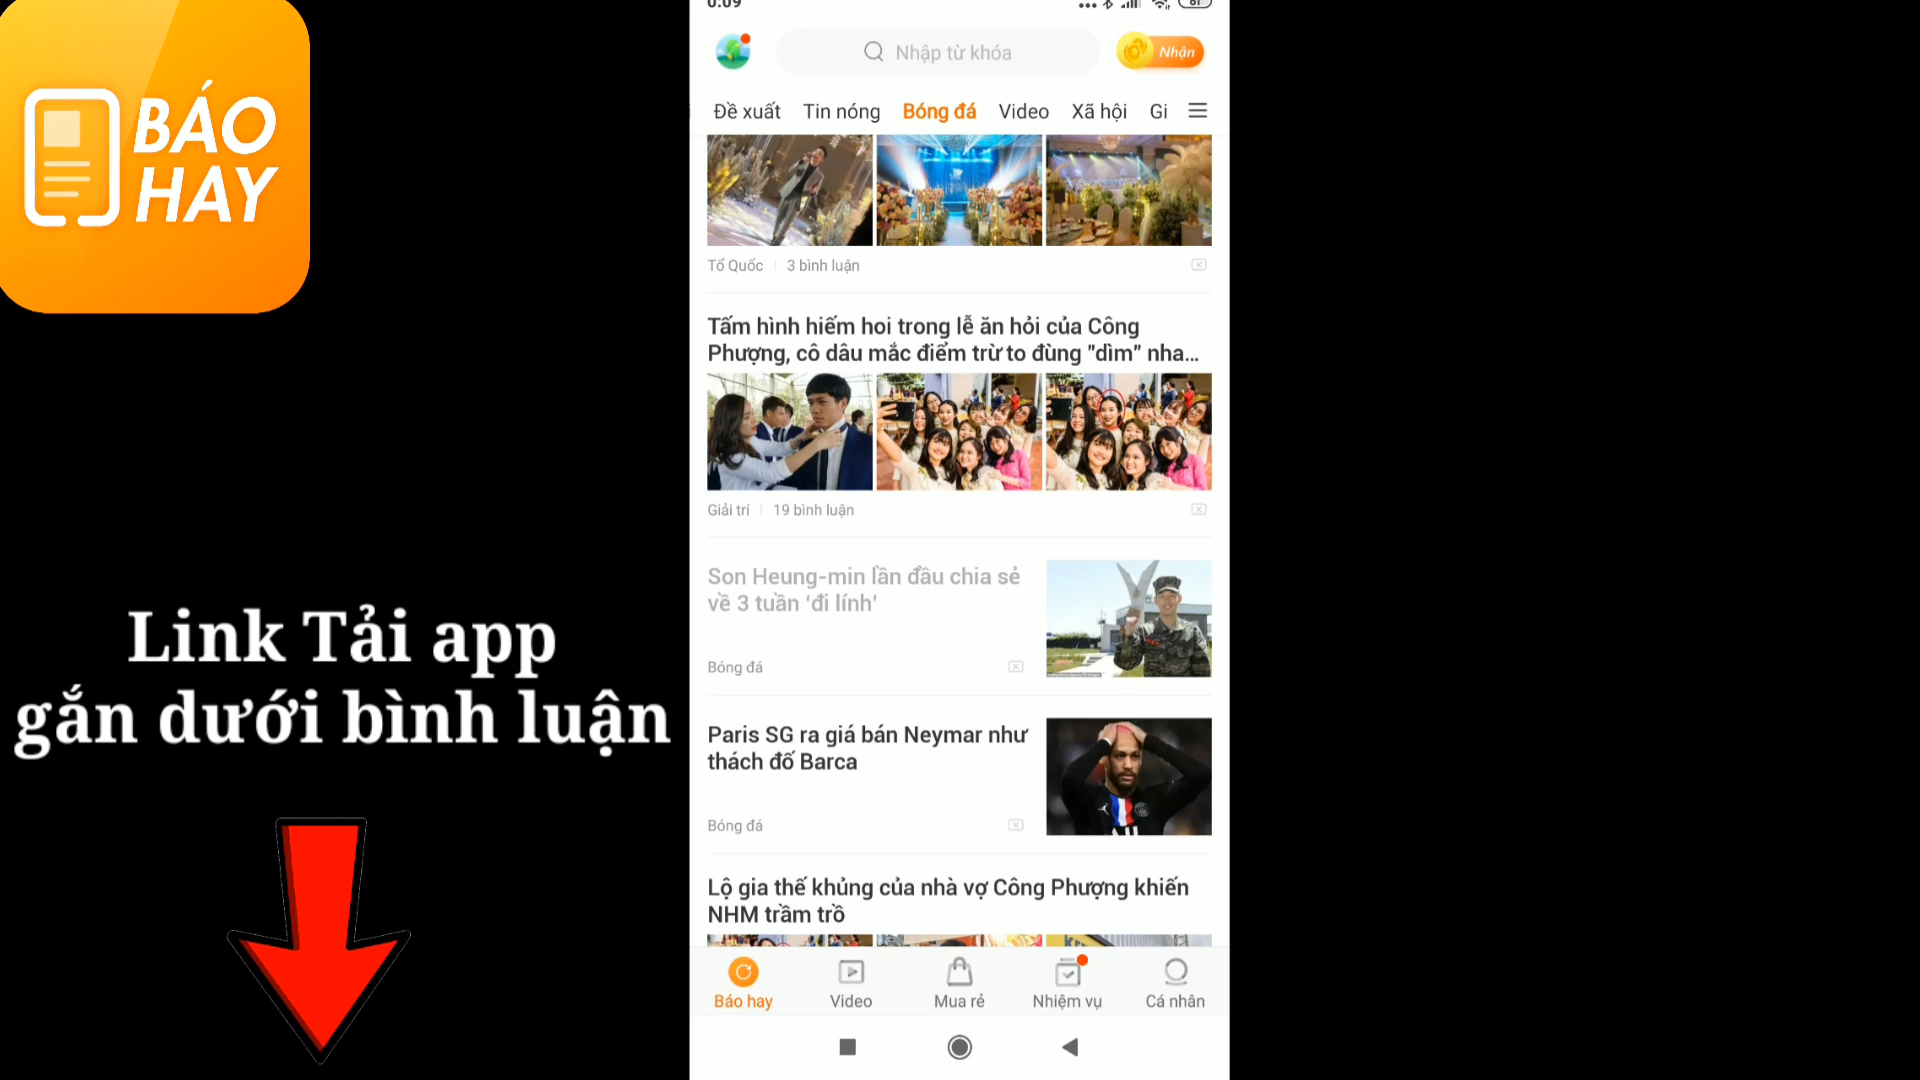 BÁO
HAY
Link Tải app
gắn dưới bình luận
0:09
81
Nhập từ khóa
Nhận
Đề xuất Tin nóng Bóng đá Video Xã hội Gi
Tổ Quốc 3 bình luận
Tấm hình hiếm hoi trong lễ ăn hỏi của Công
Phượng, cô dâu mắc điểm trừ to đùng "dìm" nha...
Giải trí 19 bình luận
Son Heung-min lần đầu chia sẻ
về 3 tuần ‘đi lính’
Bóng đá
Paris SG ra giá bán Neymar như
thách đố Barca
Bóng đá
Lộ gia thế khủng của nhà vợ Công Phượng khiến
NHM trầm trồ
Báo hay Video Mua rẻ Nhiệm vụ Cá nhân